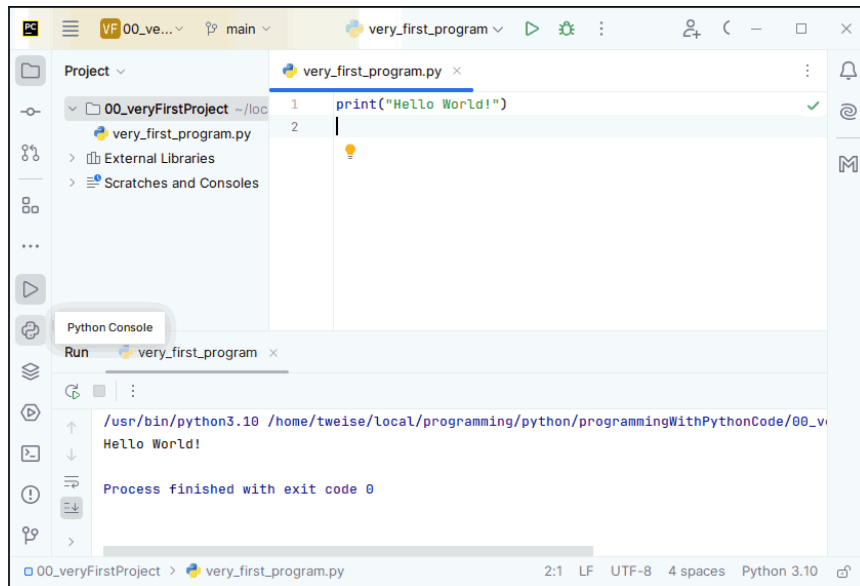 PC VF 00_ve... main very_first_program
Project
very_first_program.py
00_veryFirstProject ~/loc
very_first_program.py
External Libraries
Scratches and Consoles
1 print("Hello World!")
2
Python Console
Run very_first_program
/usr/bin/python3.10 /home/tweise/local/programming/python/programmingWithPythonCode/00_v
Hello World!
Process finished with exit code 0
00_veryFirstProject > very_first_program.py 2:1 LF UTF-8 4 spaces Python 3.10